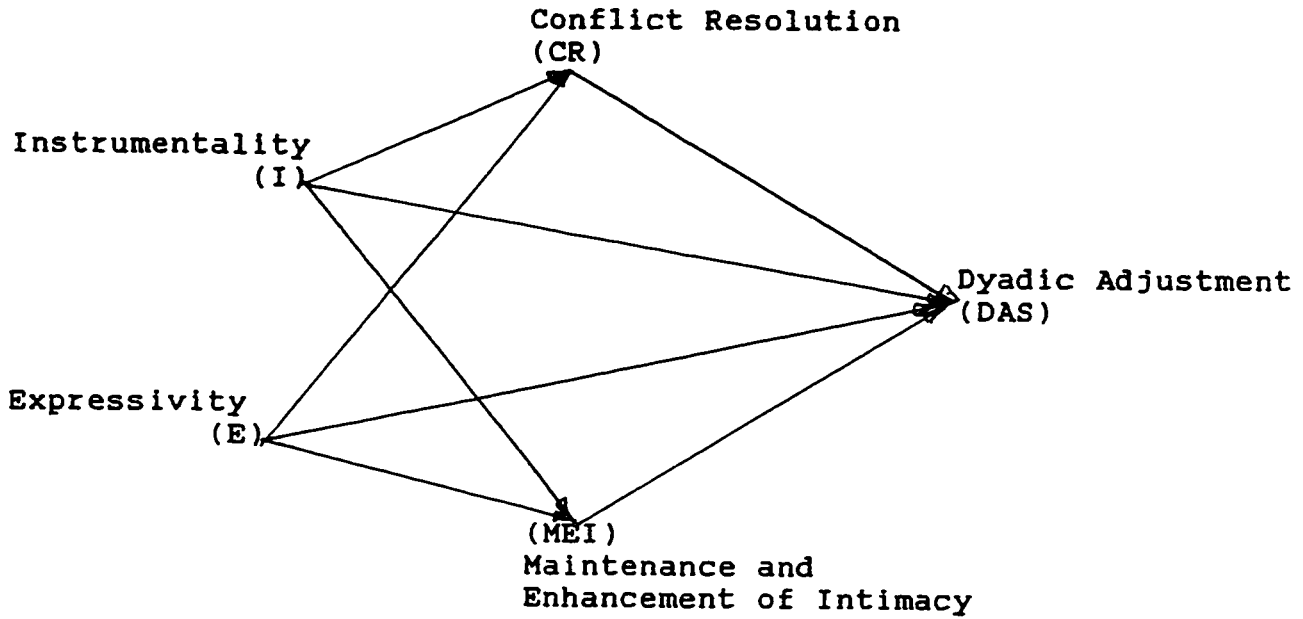 Conflict Resolution
(CR)
Instrumentality
(I)
Dyadic Adjustment
(DAS)
Expressivity
(E)
(MEI)
Maintenance and
Enhancement of Intimacy